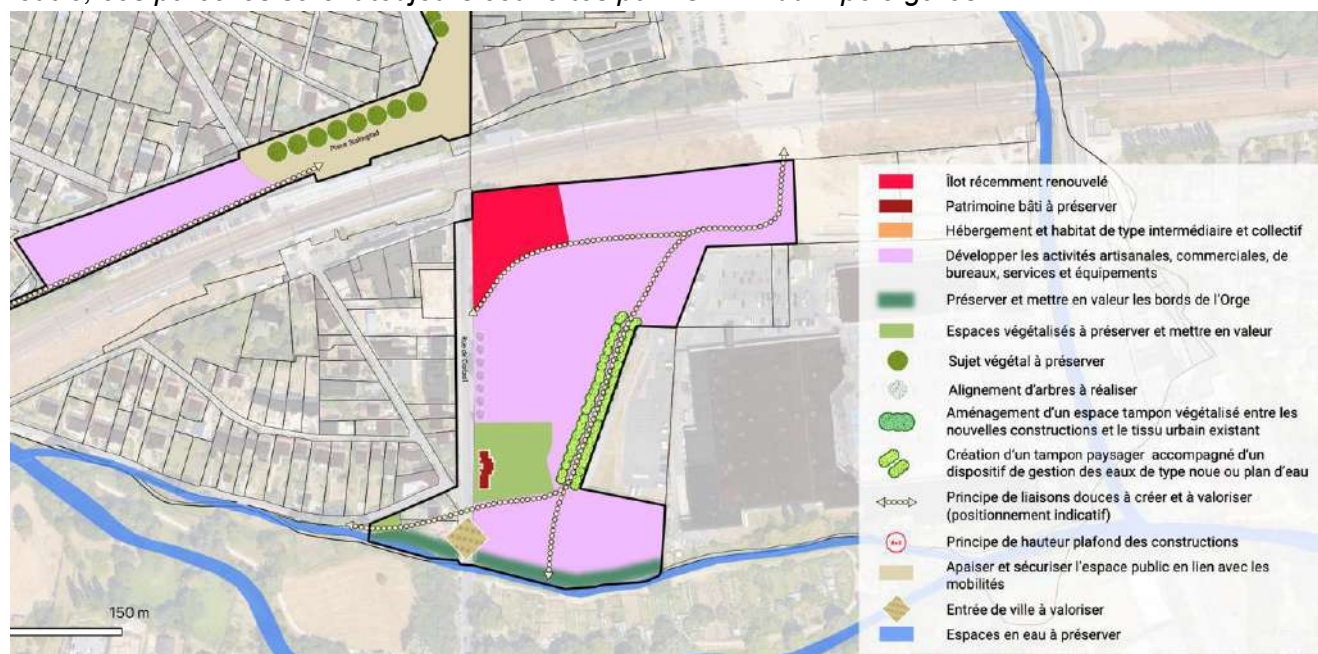 Place Stalingrad
Rue de Corbeil
150 m
Îlot récemment renouvelé
Patrimoine bâti à préserver
Hébergement et habitat de type intermédiaire et collectif
Développer les activités artisanales, commerciales, de
bureaux, services et équipements
Préserver et mettre en valeur les bords de l'Orge
Espaces végétalisés à préserver et mettre en valeur
Sujet végétal à préserver
Alignement d'arbres à réaliser
Aménagement d'un espace tampon végétalisé entre les
nouvelles constructions et le tissu urbain existant
Création d'un tampon paysager accompagné d'un
dispositif de gestion des eaux de type noue ou plan d'eau
Principe de liaisons douces à créer et à valoriser
(positionnement indicatif)
Principe de hauteur plafond des constructions
Apaiser et sécuriser l'espace public en lien avec les
mobilités
Entrée de ville à valoriser
Espaces en eau à préserver